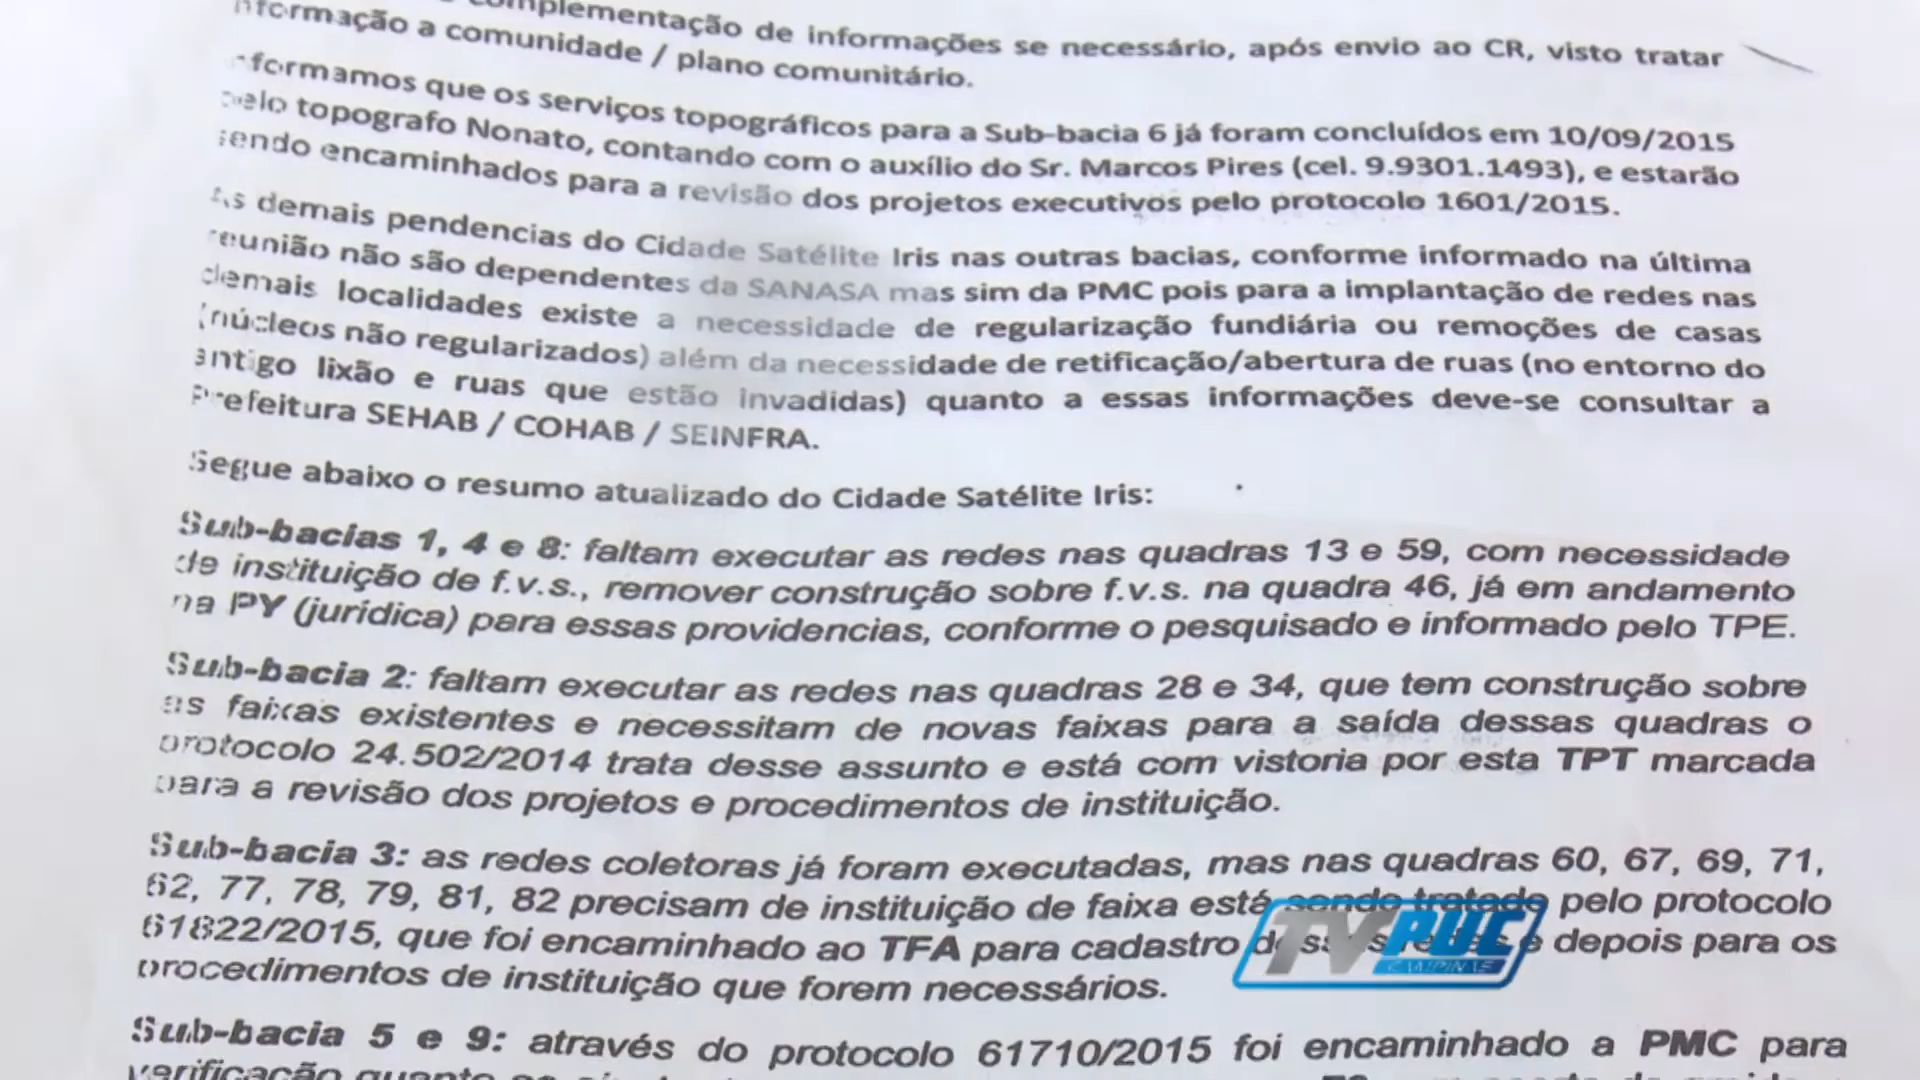 complementação de informações se necessário, após envio ao CR, visto tratar
informação a comunidade / plano comunitário.
nformamos que os serviços topográficos para a Sub-bacia 6 já foram concluídos em 10/09/2015
pelo topografo Nonato, contando com o auxílio do Sr. Marcos Pires (cel. 9.9301.1493), e estarão
sendo encaminhados para a revisão dos projetos executivos pelo protocolo 1601/2015.
As demais pendencias do Cidade Satélite Iris nas outras bacias, conforme informado na última
reunião não são dependentes da SANASA mas sim da PMC pois para a implantação de redes nas
demais localidades existe a necessidade de regularização fundiária ou remoções de casas
(núcleos não regularizados) além da necessidade de retificação/abertura de ruas (no entorno do
antigo lixão e ruas que estão invadidas) quanto a essas informações deve-se consultar a
Prefeitura SEHAB / COHAB / SEINFRA.
Segue abaixo o resumo atualizado do Cidade Satélite Iris:
Sub-bacias 1, 4 e 8: faltam executar as redes nas quadras 13 e 59, com necessidade
de instituição de f.v.s., remover construção sobre f.v.s. na quadra 46, já em andamento
na PY (jurídica) para essas providencias, conforme o pesquisado e informado pelo TPE.
Sub-bacia 2: faltam executar as redes nas quadras 28 e 34, que tem construção sobre
as faixas existentes e necessitam de novas faixas para a saída dessas quadras o
protocolo 24.502/2014 trata desse assunto e está com vistoria por esta TPT marcada
para a revisão dos projetos e procedimentos de instituição.
Sub-bacia 3: as redes coletoras já foram executadas, mas nas quadras 60, 67, 69, 71,
62, 77, 78, 79, 81, 82 precisam de instituição de faixa está sendo tratado pelo protocolo
61822/2015, que foi encaminhado ao TFA para cadastro dessas redes e depois para os
procedimentos de instituição que forem necessários.
TV PUC
CAMPINAS
Sub-bacia 5 e 9: através do protocolo 61710/2015 foi encaminhado a PMC para
verificação quanto